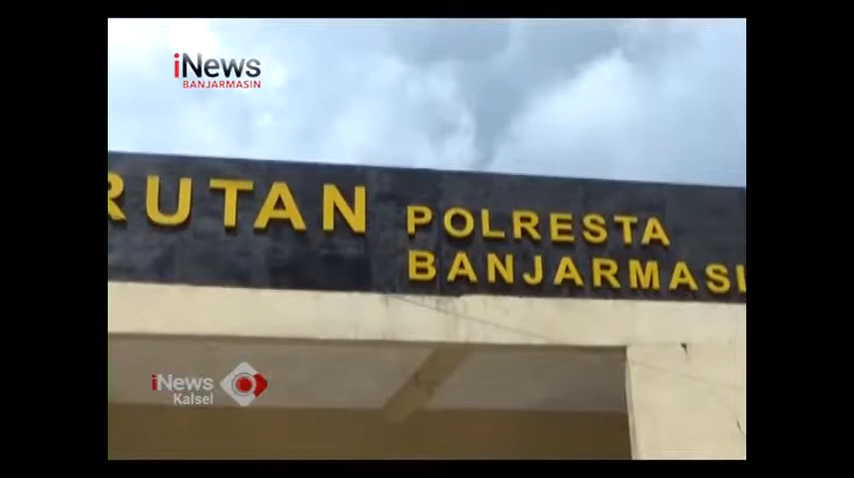 iNews
BANJARMASIN
RUTAN POLRESTA
BANJARMASI
iNews
Kalsel